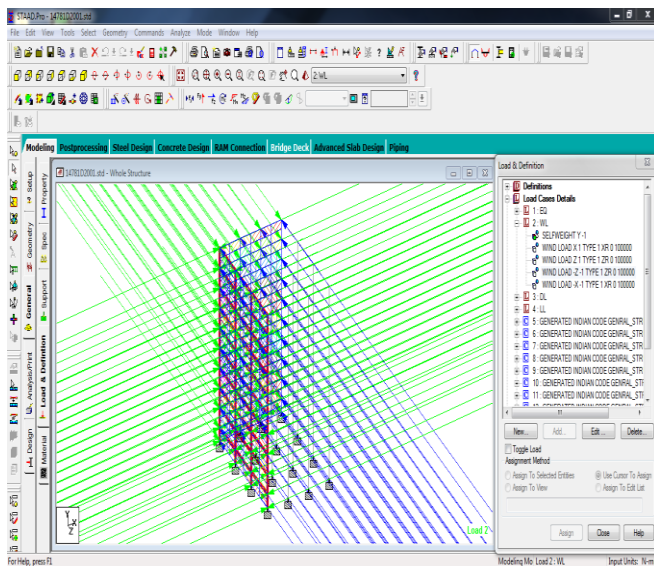 STAAD.Pro - 14781D2001.std
File Edit View Tools Select Geometry Commands Analyze Mode Window Help
2:WL
Modeling Postprocessing Steel Design Concrete Design RAM Connection Bridge Deck Advanced Slab Design Piping
Setup
Geometry
General
Analysis/Print
Design
Property
Spec
Support
Load & Definition
Material
14781D2001.std - Whole Structure
Y
X
Z
Load 2
Load & Definition
Definitions
Load Cases Details
1: EQ
2: WL
SELFWEIGHT Y -1
WIND LOAD X 1 TYPE 1 XR 0 100000
WIND LOAD Z 1 TYPE 1 ZR 0 100000
WIND LOAD -Z -1 TYPE 1 ZR 0 100000
WIND LOAD -X -1 TYPE 1 XR 0 100000
3: DL
4: LL
5: GENERATED INDIAN CODE GENRAL_STR
6: GENERATED INDIAN CODE GENRAL_STR
7: GENERATED INDIAN CODE GENRAL_STR
8: GENERATED INDIAN CODE GENRAL_STR
9: GENERATED INDIAN CODE GENRAL_STR
10: GENERATED INDIAN CODE GENRAL_STI
11: GENERATED INDIAN CODE GENRAL_STI
New... Add... Edit... Delete...
Toggle Load
Assignment Method
Assign To Selected Entities Use Cursor To Assign
Assign To View Assign To Edit List
Assign Close Help
For Help, press F1 Modeling Mo Load 2 : WL Input Units: N-m